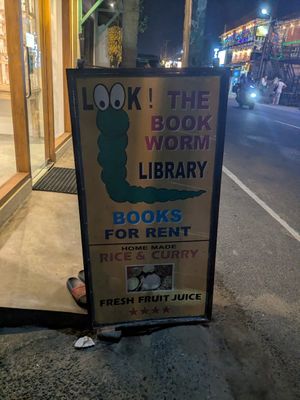 LOOK! THE
BOOK
WORM
LIBRARY
BOOKS
FOR RENT
HOME MADE
RICE & CURRY
FRESH FRUIT JUICE